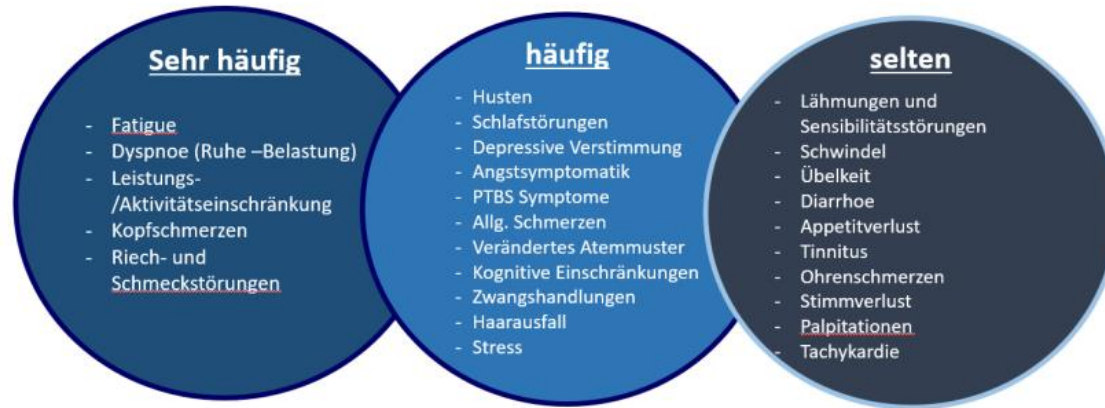 Sehr häufig
- Fatigue
- Dyspnoe (Ruhe –Belastung)
- Leistungs-
/Aktivitätseinschränkung
- Kopfschmerzen
- Riech- und
Schmeckstörungen
häufig
- Husten
- Schlafstörungen
- Depressive Verstimmung
- Angstsymptomatik
- PTBS Symptome
- Allg. Schmerzen
- Verändertes Atemmuster
- Kognitive Einschränkungen
- Zwangshandlungen
- Haarausfall
- Stress
selten
- Lähmungen und
Sensibilitätsstörungen
- Schwindel
- Übelkeit
- Diarrhoe
- Appetitverlust
- Tinnitus
- Ohrenschmerzen
- Stimmverlust
- Palpitationen
- Tachykardie